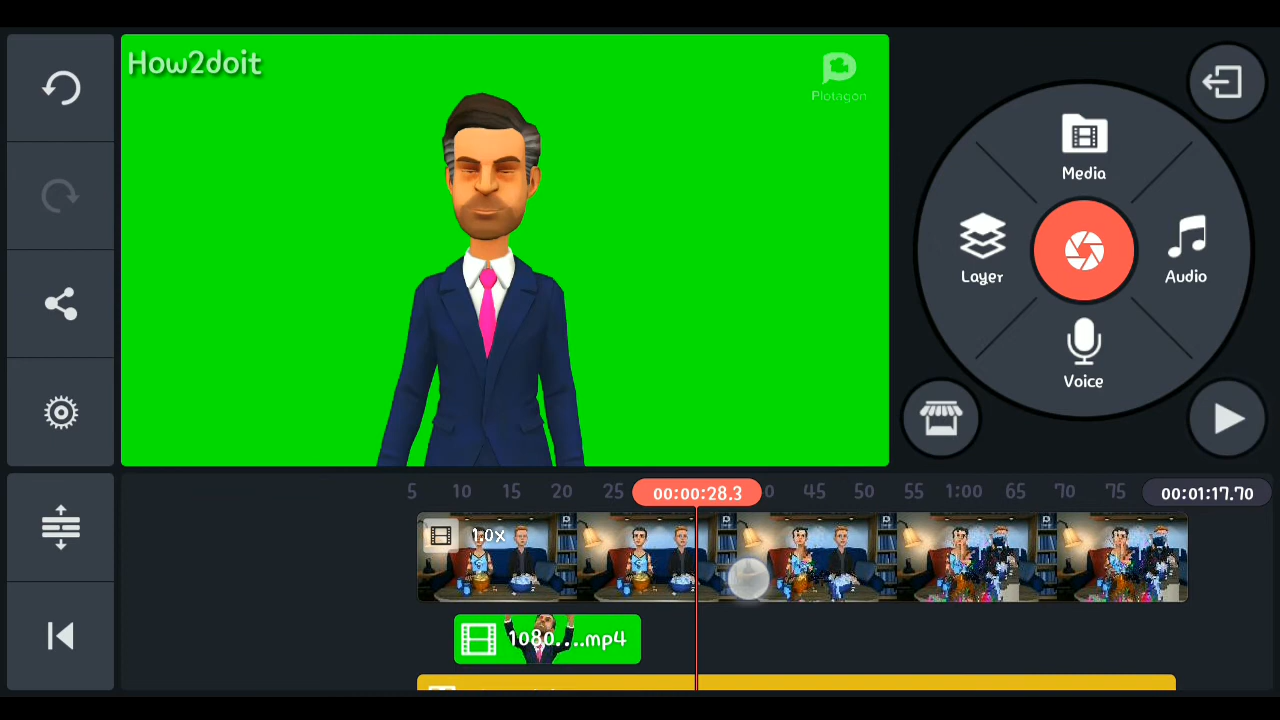 How2doit
Plotagon
Media
Layer
Audio
Voice
5 10 15 20 25 00:00:28.3 0 45 50 55 1:00 65 70 75 00:01:17.70
1.0x
1080....mp4